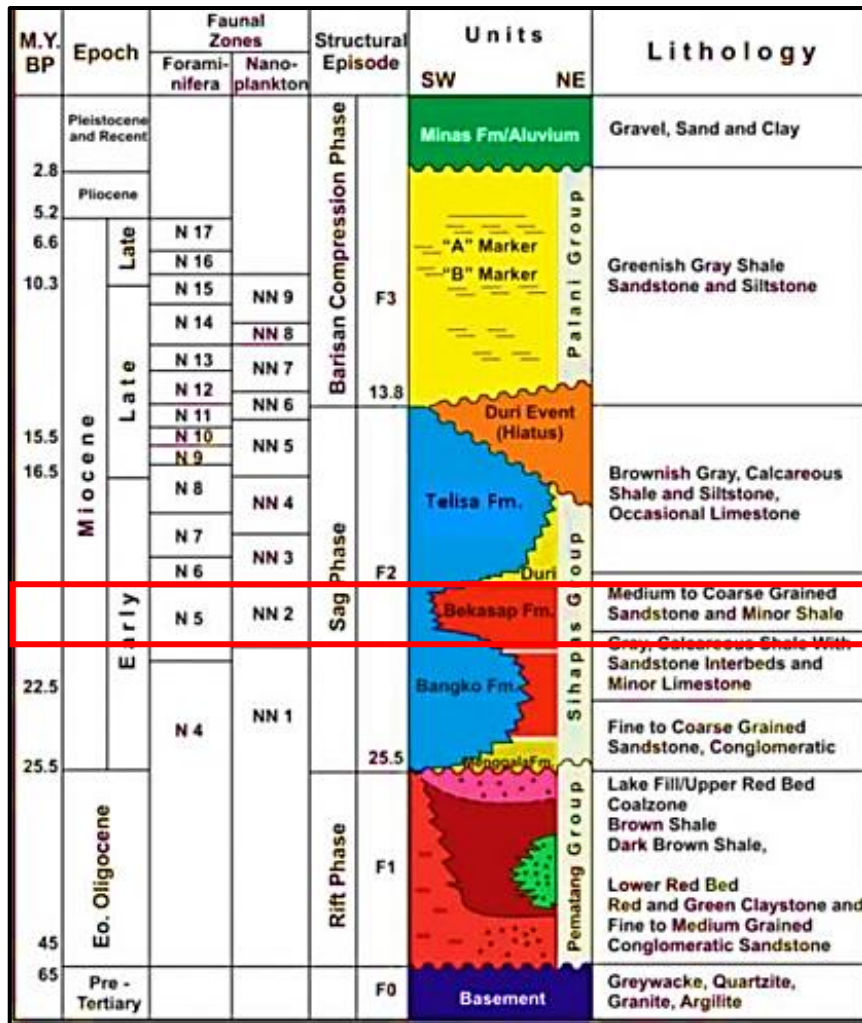 M.Y. BP
Epoch
Faunal Zones
Forami-
nifera
Nano-
plankton
Structural Episode
Units
SW NE
Lithology
Pleistocene and Recent
Minas Fm/Aluvium
Gravel, Sand and Clay
2.8
Pliocene
5.2
6.6
10.3
15.5
16.5
22.5
25.5
45
65
Miocene
Late
Late
Early
Eo. Oligocene
Pre -
Tertiary
N 17
N 16
N 15
N 14
N 13
N 12
N 11
N 10
N 9
N 8
N 7
N 6
N 5
N 4
NN 9
NN 8
NN 7
NN 6
NN 5
NN 4
NN 3
NN 2
NN 1
Barisan Compression Phase
F3
13.8
Sag Phase
F2
25.5
Rift Phase
F1
F0
"A" Marker
"B" Marker
Palani Group
Duri Event
(Hiatus)
Telisa Fm.
Duri
Bekasap Fm.
Bangko Fm.
Sihapas Group
Pematang Group
Basement
Greenish Gray Shale
Sandstone and Siltstone
Brownish Gray, Calcareous
Shale and Siltstone,
Occasional Limestone
Medium to Coarse Grained
Sandstone and Minor Shale
Gray, Calcareous Shale With
Sandstone Interbeds and
Minor Limestone
Fine to Coarse Grained
Sandstone, Conglomeratic
Lake Fill/Upper Red Bed
Coalzone
Brown Shale
Dark Brown Shale,
Lower Red Bed
Red and Green Claystone and
Fine to Medium Grained
Conglomeratic Sandstone
Greywacke, Quartzite,
Granite, Argilite